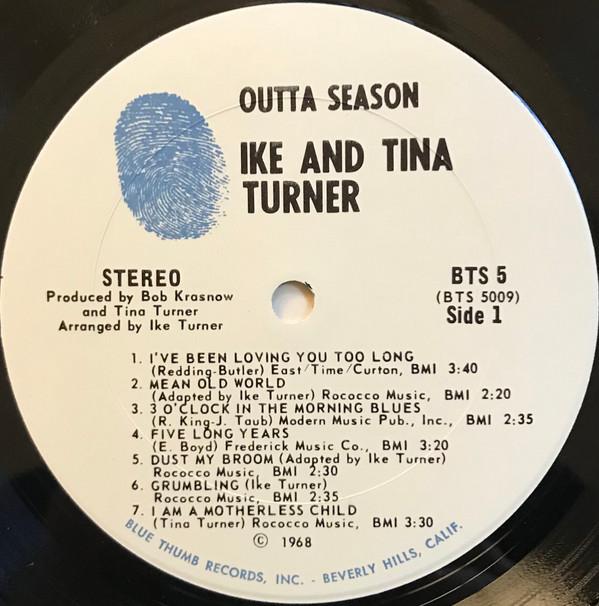 OUTTA SEASON
IKE AND TINA
TURNER
STEREO
Produced by Bob Krasnow
and Tina Turner
Arranged by Ike Turner
BTS 5
(BTS 5009)
Side 1
1. I'VE BEEN LOVING YOU TOO LONG
(Redding-Butler) East/Time/Curton, BMI 3:40
2. MEAN OLD WORLD
(Adapted by Ike Turner) Rococco Music, BMI 2:20
3. 3 O'CLOCK IN THE MORNING BLUES
(R. King-J. Taub) Modern Music Pub., Inc., BMI 2:35
4. FIVE LONG YEARS
(E. Boyd) Frederick Music Co., BMI 3:20
5. DUST MY BROOM (Adapted by Ike Turner)
Rococco Music, BMI 2:30
6. GRUMBLING (Ike Turner)
Rococco Music, BMI 2:35
7. I AM A MOTHERLESS CHILD
(Tina Turner) Rococco Music, BMI 3:30
© 1968
BLUE THUMB RECORDS, INC. - BEVERLY HILLS, CALIF.